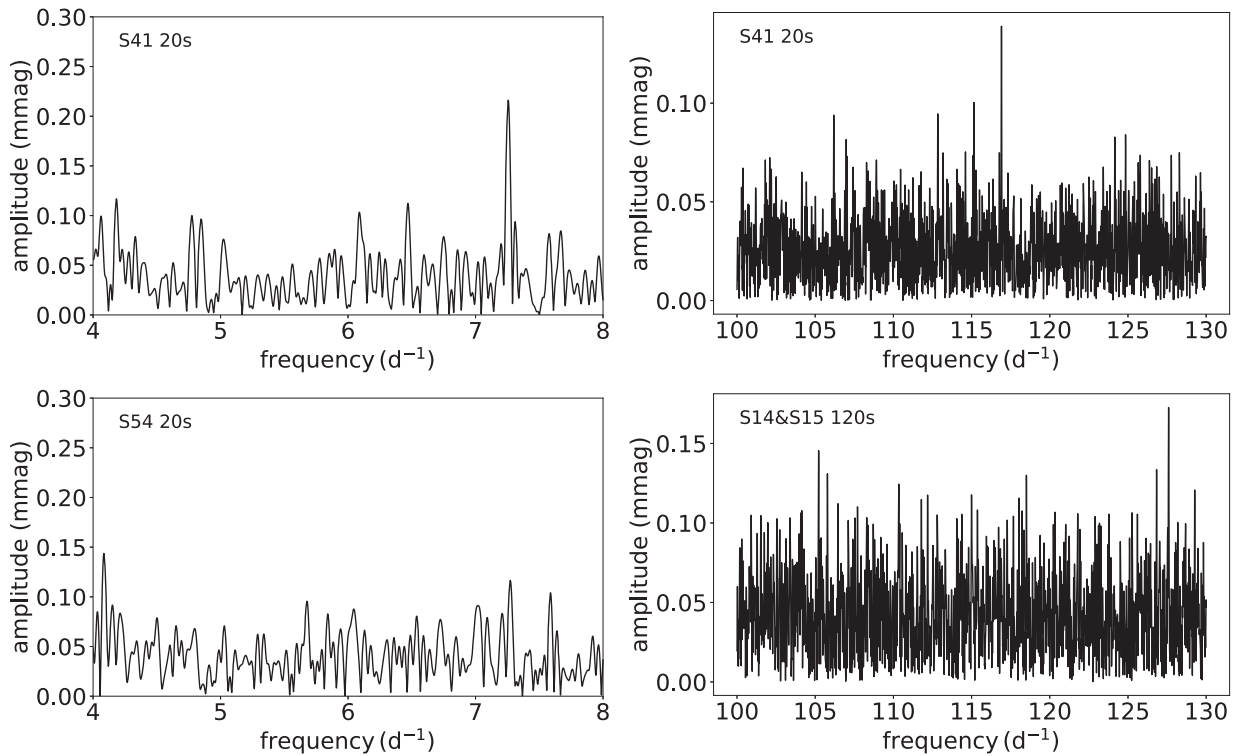 0.30
0.25
0.20
0.15
0.10
0.05
0.00
amplitude (mmag)
S41 20s
4 5 6 7 8
frequency (d⁻¹)
0.10
0.05
0.00
amplitude (mmag)
S41 20s
100 105 110 115 120 125 130
frequency (d⁻¹)
0.30
0.25
0.20
0.15
0.10
0.05
0.00
amplitude (mmag)
S54 20s
4 5 6 7 8
frequency (d⁻¹)
0.15
0.10
0.05
0.00
amplitude (mmag)
S14&S15 120s
100 105 110 115 120 125 130
frequency (d⁻¹)